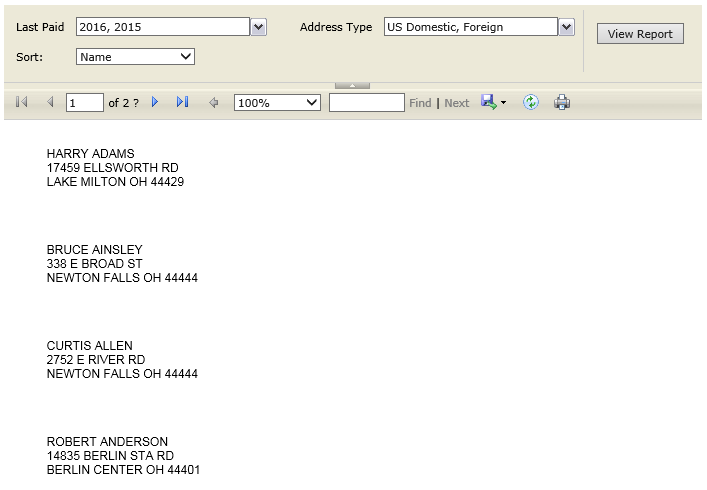 Last Paid 2016, 2015 Address Type US Domestic, Foreign View Report
Sort: Name
1 of 2 ? 100% Find | Next
HARRY ADAMS
17459 ELLSWORTH RD
LAKE MILTON OH 44429
BRUCE AINSLEY
338 E BROAD ST
NEWTON FALLS OH 44444
CURTIS ALLEN
2752 E RIVER RD
NEWTON FALLS OH 44444
ROBERT ANDERSON
14835 BERLIN STA RD
BERLIN CENTER OH 44401